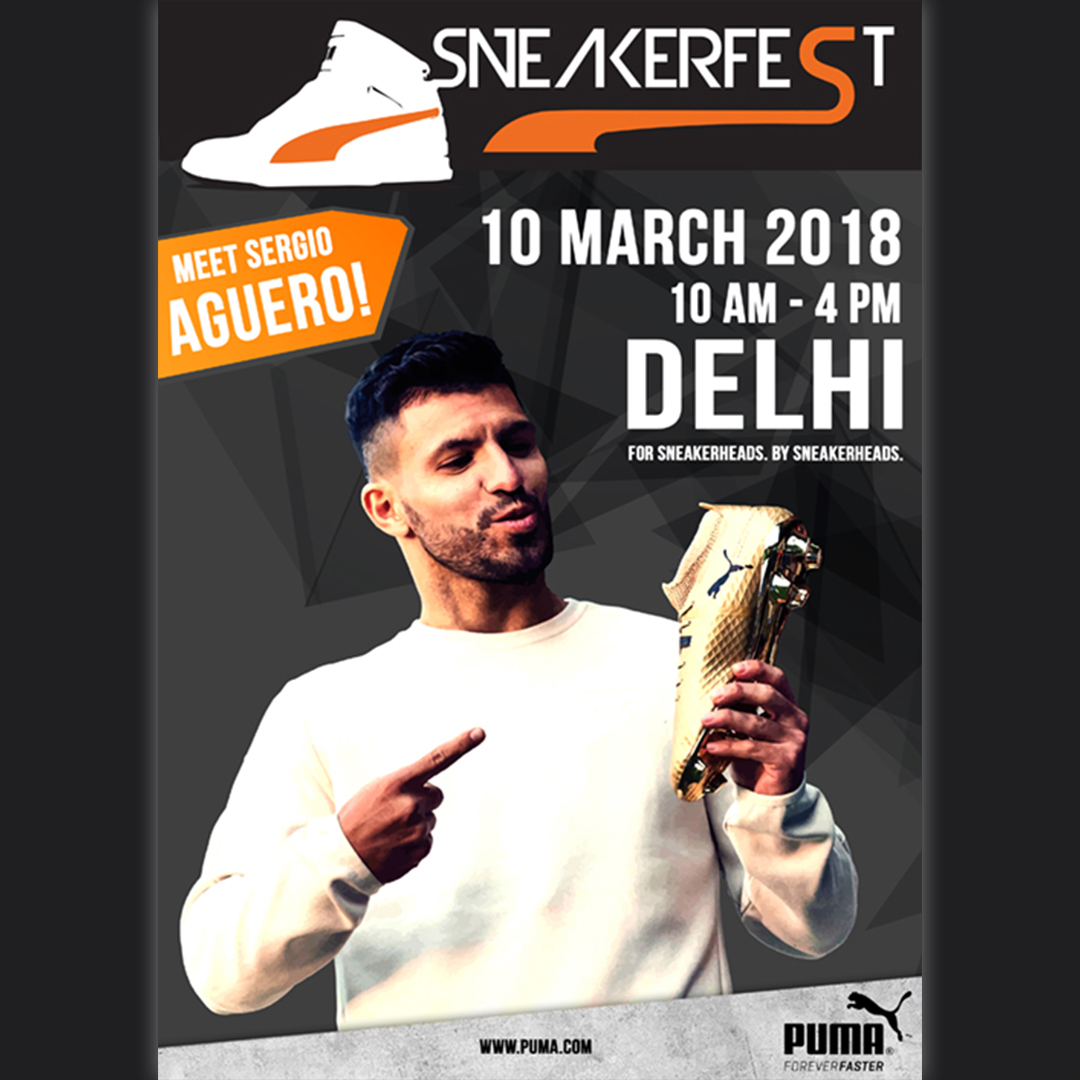 SNEAKERFEST
MEET SERGIO
AGUERO!
10 MARCH 2018
10 AM - 4 PM
DELHI
FOR SNEAKERHEADS. BY SNEAKERHEADS.
WWW.PUMA.COM
PUMA®
FOREVERFASTER